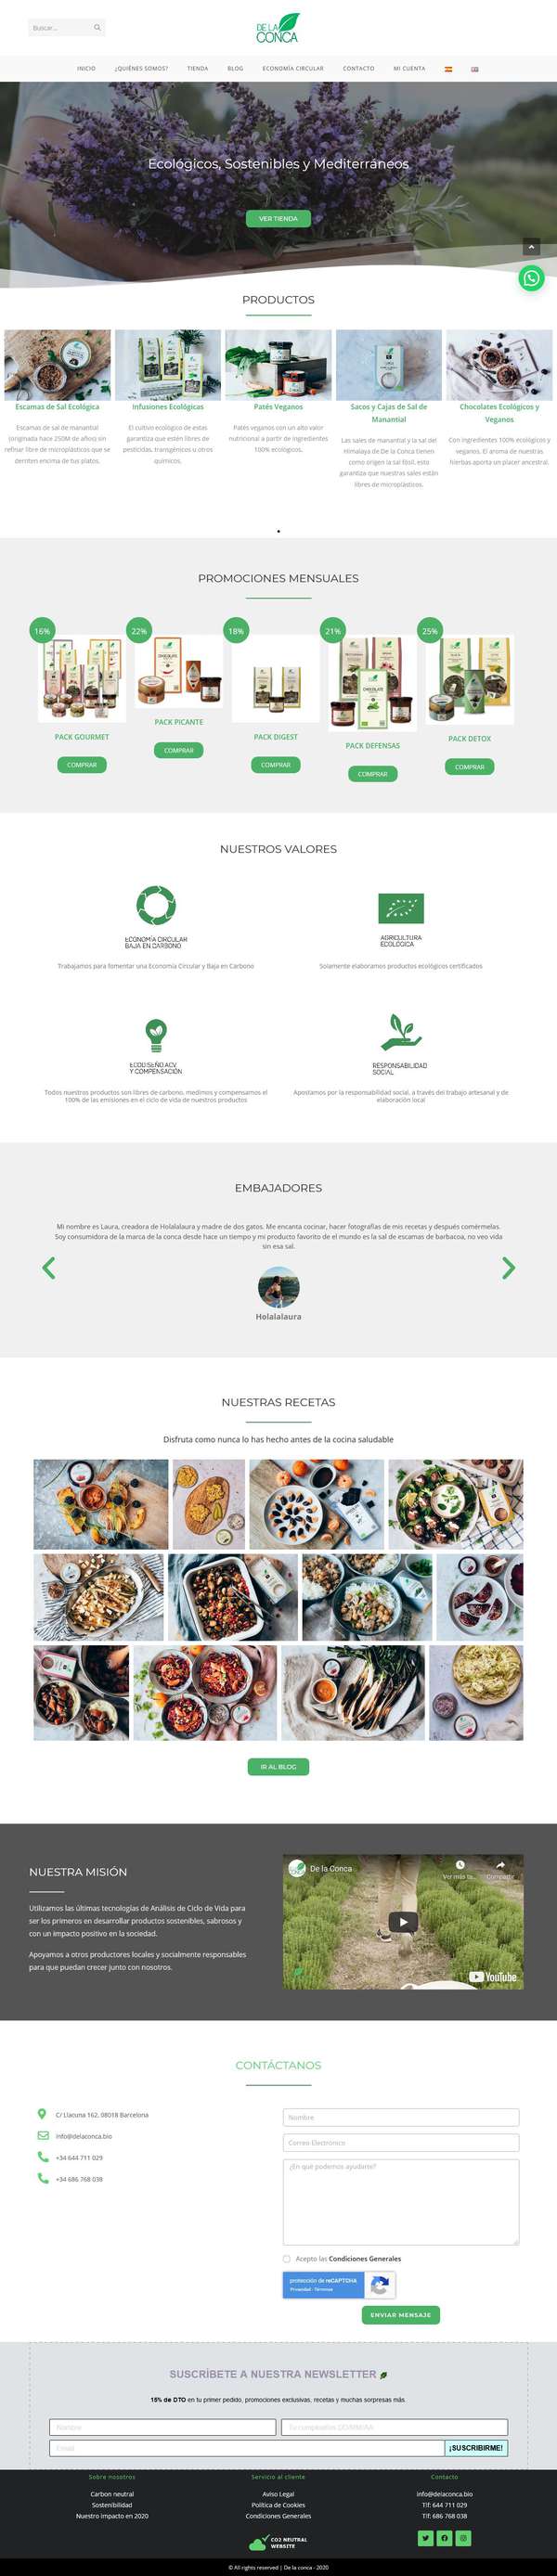 Buscar...
DE LA
CONCA
INICIO ¿QUIÉNES SOMOS? TIENDA BLOG ECONOMÍA CIRCULAR CONTACTO MI CUENTA
Ecológicos, Sostenibles y Mediterráneos
VER TIENDA
PRODUCTOS
Escamas de Sal Ecológica
Escamas de sal de manantial
(originada hace 250M de años) sin
refinar libre de microplásticos que se
derriten encima de tus platos.
Infusiones Ecológicas
El cultivo ecológico de estas
garantiza que estén libres de
pesticidas, transgénicos u otros
químicos.
Patés Veganos
Patés veganos con un alto valor
nutricional a partir de ingredientes
100% ecológicos.
Sacos y Cajas de Sal de
Manantial
Las sales de manantial y la sal del
Himalaya de De la Conca tienen
como origen la sal fósil, esto
garantiza que nuestras sales están
libres de microplásticos.
Chocolates Ecológicos y
Veganos
Con ingredientes 100% ecológicos y
veganos. El aroma de nuestras
hierbas aporta un placer ancestral.
PROMOCIONES MENSUALES
16%
PACK GOURMET
COMPRAR
22%
PACK PICANTE
COMPRAR
18%
PACK DIGEST
COMPRAR
21%
PACK DEFENSAS
COMPRAR
25%
PACK DETOX
COMPRAR
NUESTROS VALORES
ECONOMÍA CIRCULAR
BAJA EN CARBONO
Trabajamos para fomentar una Economía Circular y Baja en Carbono
AGRICULTURA
ECOLÓGICA
Solamente elaboramos productos ecológicos certificados
ECODISEÑO ACV
Y COMPENSACIÓN
Todos nuestros productos son libres de carbono, medimos y compensamos el
100% de las emisiones en el ciclo de vida de nuestros productos
RESPONSABILIDAD
SOCIAL
Apostamos por la responsabilidad social, a través del trabajo artesanal y de
elaboración local
EMBAJADORES
Mi nombre es Laura, creadora de Holalalaura y madre de dos gatos. Me encanta cocinar, hacer fotografías de mis recetas y después comérmelas.
Soy consumidora de la marca de la conca desde hace un tiempo y mi producto favorito de el mundo es la sal de escamas de barbacoa, no veo vida
sin esa sal.
Holalalaura
NUESTRAS RECETAS
Disfruta como nunca lo has hecho antes de la cocina saludable
IR AL BLOG
NUESTRA MISIÓN
Utilizamos las últimas tecnologías de Análisis de Ciclo de Vida para
ser los primeros en desarrollar productos sostenibles, sabrosos y
con un impacto positivo en la sociedad.
Apoyamos a otros productores locales y socialmente responsables
para que puedan crecer junto con nosotros.
De la Conca
Ver más ta...
Compartir
YouTube
CONTÁCTANOS
C/ Llacuna 162, 08018 Barcelona
info@delaconca.bio
+34 644 711 029
+34 686 768 038
Nombre
Correo Electrónico
¿En qué podemos ayudarte?
Acepto las Condiciones Generales
protección de reCAPTCHA
Privacidad - Términos
ENVIAR MENSAJE
SUSCRÍBETE A NUESTRA NEWSLETTER
15% de DTO en tu primer pedido, promociones exclusivas, recetas y muchas sorpresas más.
Nombre
Tu cumpleaños DD/MM/AA
Email
¡SUSCRIBIRME!
Sobre nosotros
Carbon neutral
Sostenibilidad
Nuestro impacto en 2020
Servicio al cliente
Aviso Legal
Política de Cookies
Condiciones Generales
CO2 NEUTRAL
WEBSITE
Contacto
info@delaconca.bio
Tlf: 644 711 029
Tlf: 686 768 038
© All rights reserved | De la conca - 2020